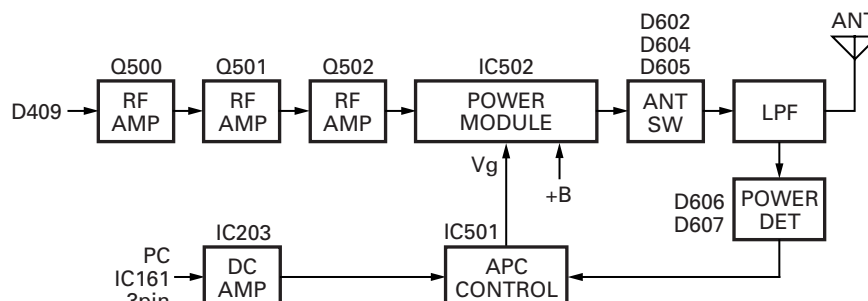 ANT
D602
D604
D605
Q500
Q501
Q502
IC502
D409
RF
AMP
RF
AMP
RF
AMP
POWER
MODULE
ANT
SW
LPF
Vg
+B
D606
D607
POWER
DET
IC203
IC501
PC
IC161
3pin
DC
AMP
APC
CONTROL